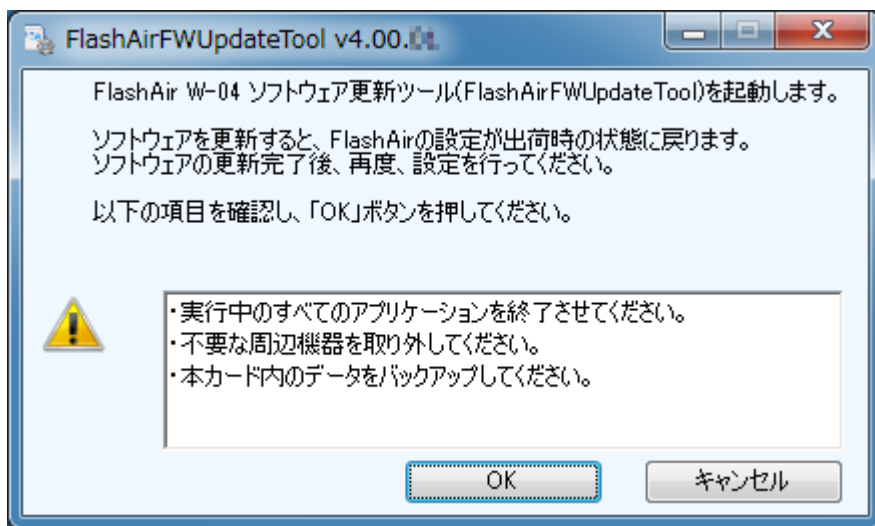 FlashAirFWUpdateTool v4.00.
FlashAir W-04 ソフトウェア更新ツール(FlashAirFWUpdateTool)を起動します。
ソフトウェアを更新すると、FlashAirの設定が出荷時の状態に戻ります。
ソフトウェアの更新完了後、再度、設定を行ってください。
以下の項目を確認し、「OK」ボタンを押してください。
・実行中のすべてのアプリケーションを終了させてください。
・不要な周辺機器を取り外してください。
・本カード内のデータをバックアップしてください。
OK
キャンセル